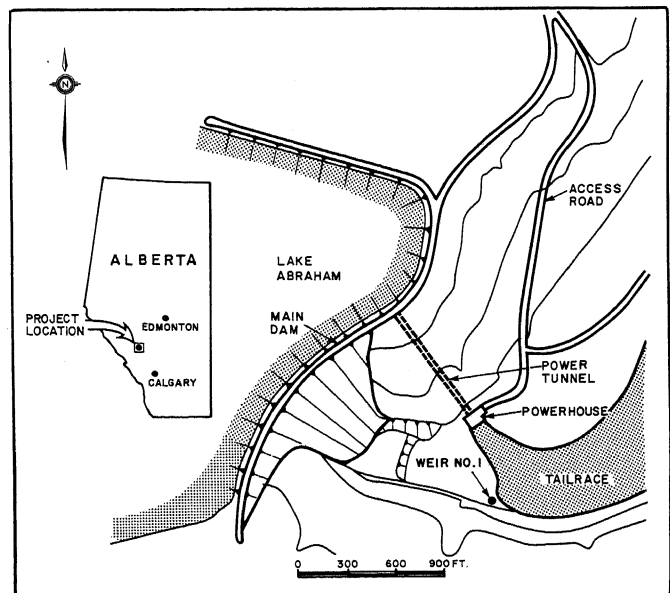 N
ALBERTA
PROJECT
LOCATION
EDMONTON
CALGARY
LAKE
ABRAHAM
MAIN
DAM
ACCESS
ROAD
POWER
TUNNEL
POWERHOUSE
WEIR NO.1
TAILRACE
0 300 600 900 FT.